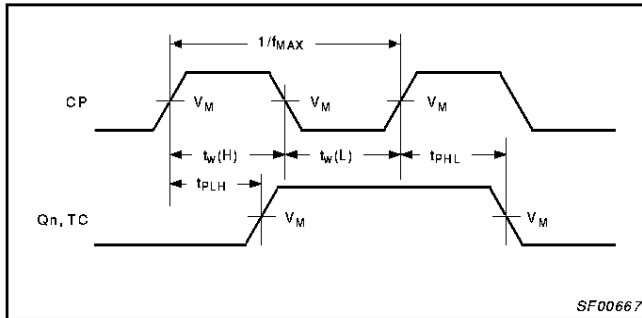 1/fMAX
CP VM VM VM
tw(H) tw(L) tPHL
tPLH
Qn, TC VM VM
SF00667